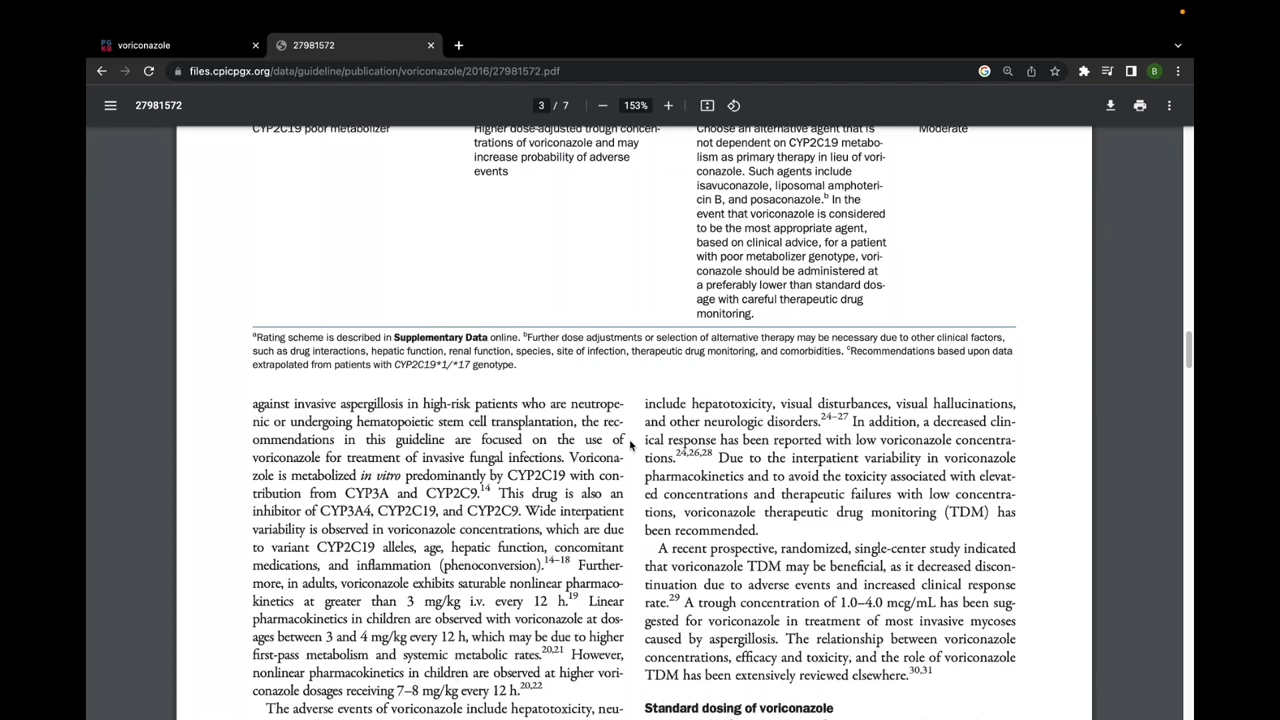 voriconazole
27981572
files.cpicpgx.org/data/guideline/publication/voriconazole/2016/27981572.pdf
B
27981572
3 / 7
153%
CYP2C19 poor metabolizer
Higher dose-adjusted trough concen-
trations of voriconazole and may
increase probability of adverse
events
Choose an alternative agent that is
not dependent on CYP2C19 metabo-
lism as primary therapy in lieu of vori-
conazole. Such agents include
isavuconazole, liposomal amphoteri-
cin B, and posaconazole.b In the
event that voriconazole is considered
to be the most appropriate agent,
based on clinical advice, for a patient
with poor metabolizer genotype, vori-
conazole should be administered at
a preferably lower than standard dos-
age with careful therapeutic drug
monitoring.
Moderate
aRating scheme is described in Supplementary Data online. bFurther dose adjustments or selection of alternative therapy may be necessary due to other clinical factors,
such as drug interactions, hepatic function, renal function, species, site of infection, therapeutic drug monitoring, and comorbidities. cRecommendations based upon data
extrapolated from patients with CYP2C19*1/*17 genotype.
against invasive aspergillosis in high-risk patients who are neutrope-
nic or undergoing hematopoietic stem cell transplantation, the rec-
ommendations in this guideline are focused on the use of
voriconazole for treatment of invasive fungal infections. Voricona-
zole is metabolized in vitro predominantly by CYP2C19 with con-
tribution from CYP3A and CYP2C9.14 This drug is also an
inhibitor of CYP3A4, CYP2C19, and CYP2C9. Wide interpatient
variability is observed in voriconazole concentrations, which are due
to variant CYP2C19 alleles, age, hepatic function, concomitant
medications, and inflammation (phenoconversion).14–18 Further-
more, in adults, voriconazole exhibits saturable nonlinear pharmaco-
kinetics at greater than 3 mg/kg i.v. every 12 h.19 Linear
pharmacokinetics in children are observed with voriconazole at dos-
ages between 3 and 4 mg/kg every 12 h, which may be due to higher
first-pass metabolism and systemic metabolic rates.20,21 However,
nonlinear pharmacokinetics in children are observed at higher vori-
conazole dosages receiving 7–8 mg/kg every 12 h.20,22
The adverse events of voriconazole include hepatotoxicity, neu-
include hepatotoxicity, visual disturbances, visual hallucinations,
and other neurologic disorders.24–27 In addition, a decreased clin-
ical response has been reported with low voriconazole concentra-
tions.24,26,28 Due to the interpatient variability in voriconazole
pharmacokinetics and to avoid the toxicity associated with elevat-
ed concentrations and therapeutic failures with low concentra-
tions, voriconazole therapeutic drug monitoring (TDM) has
been recommended.
A recent prospective, randomized, single-center study indicated
that voriconazole TDM may be beneficial, as it decreased discon-
tinuation due to adverse events and increased clinical response
rate.29 A trough concentration of 1.0–4.0 mcg/mL has been sug-
gested for voriconazole in treatment of most invasive mycoses
caused by aspergillosis. The relationship between voriconazole
concentrations, efficacy and toxicity, and the role of voriconazole
TDM has been extensively reviewed elsewhere.30,31
Standard dosing of voriconazole